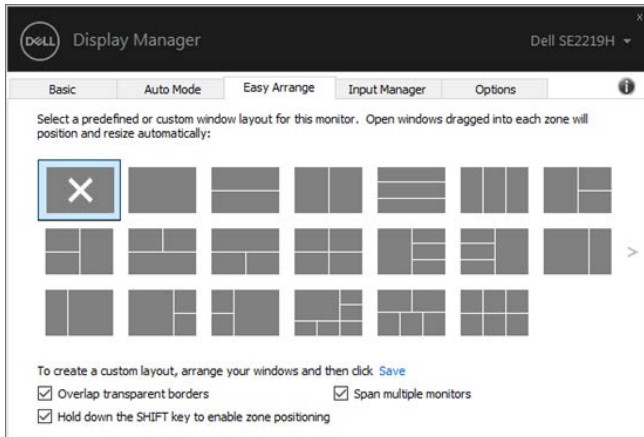 x
DELL Display Manager Dell SE2219H
Basic Auto Mode Easy Arrange Input Manager Options i
Select a predefined or custom window layout for this monitor. Open windows dragged into each zone will
position and resize automatically:
To create a custom layout, arrange your windows and then click Save
Overlap transparent borders Span multiple monitors
Hold down the SHIFT key to enable zone positioning